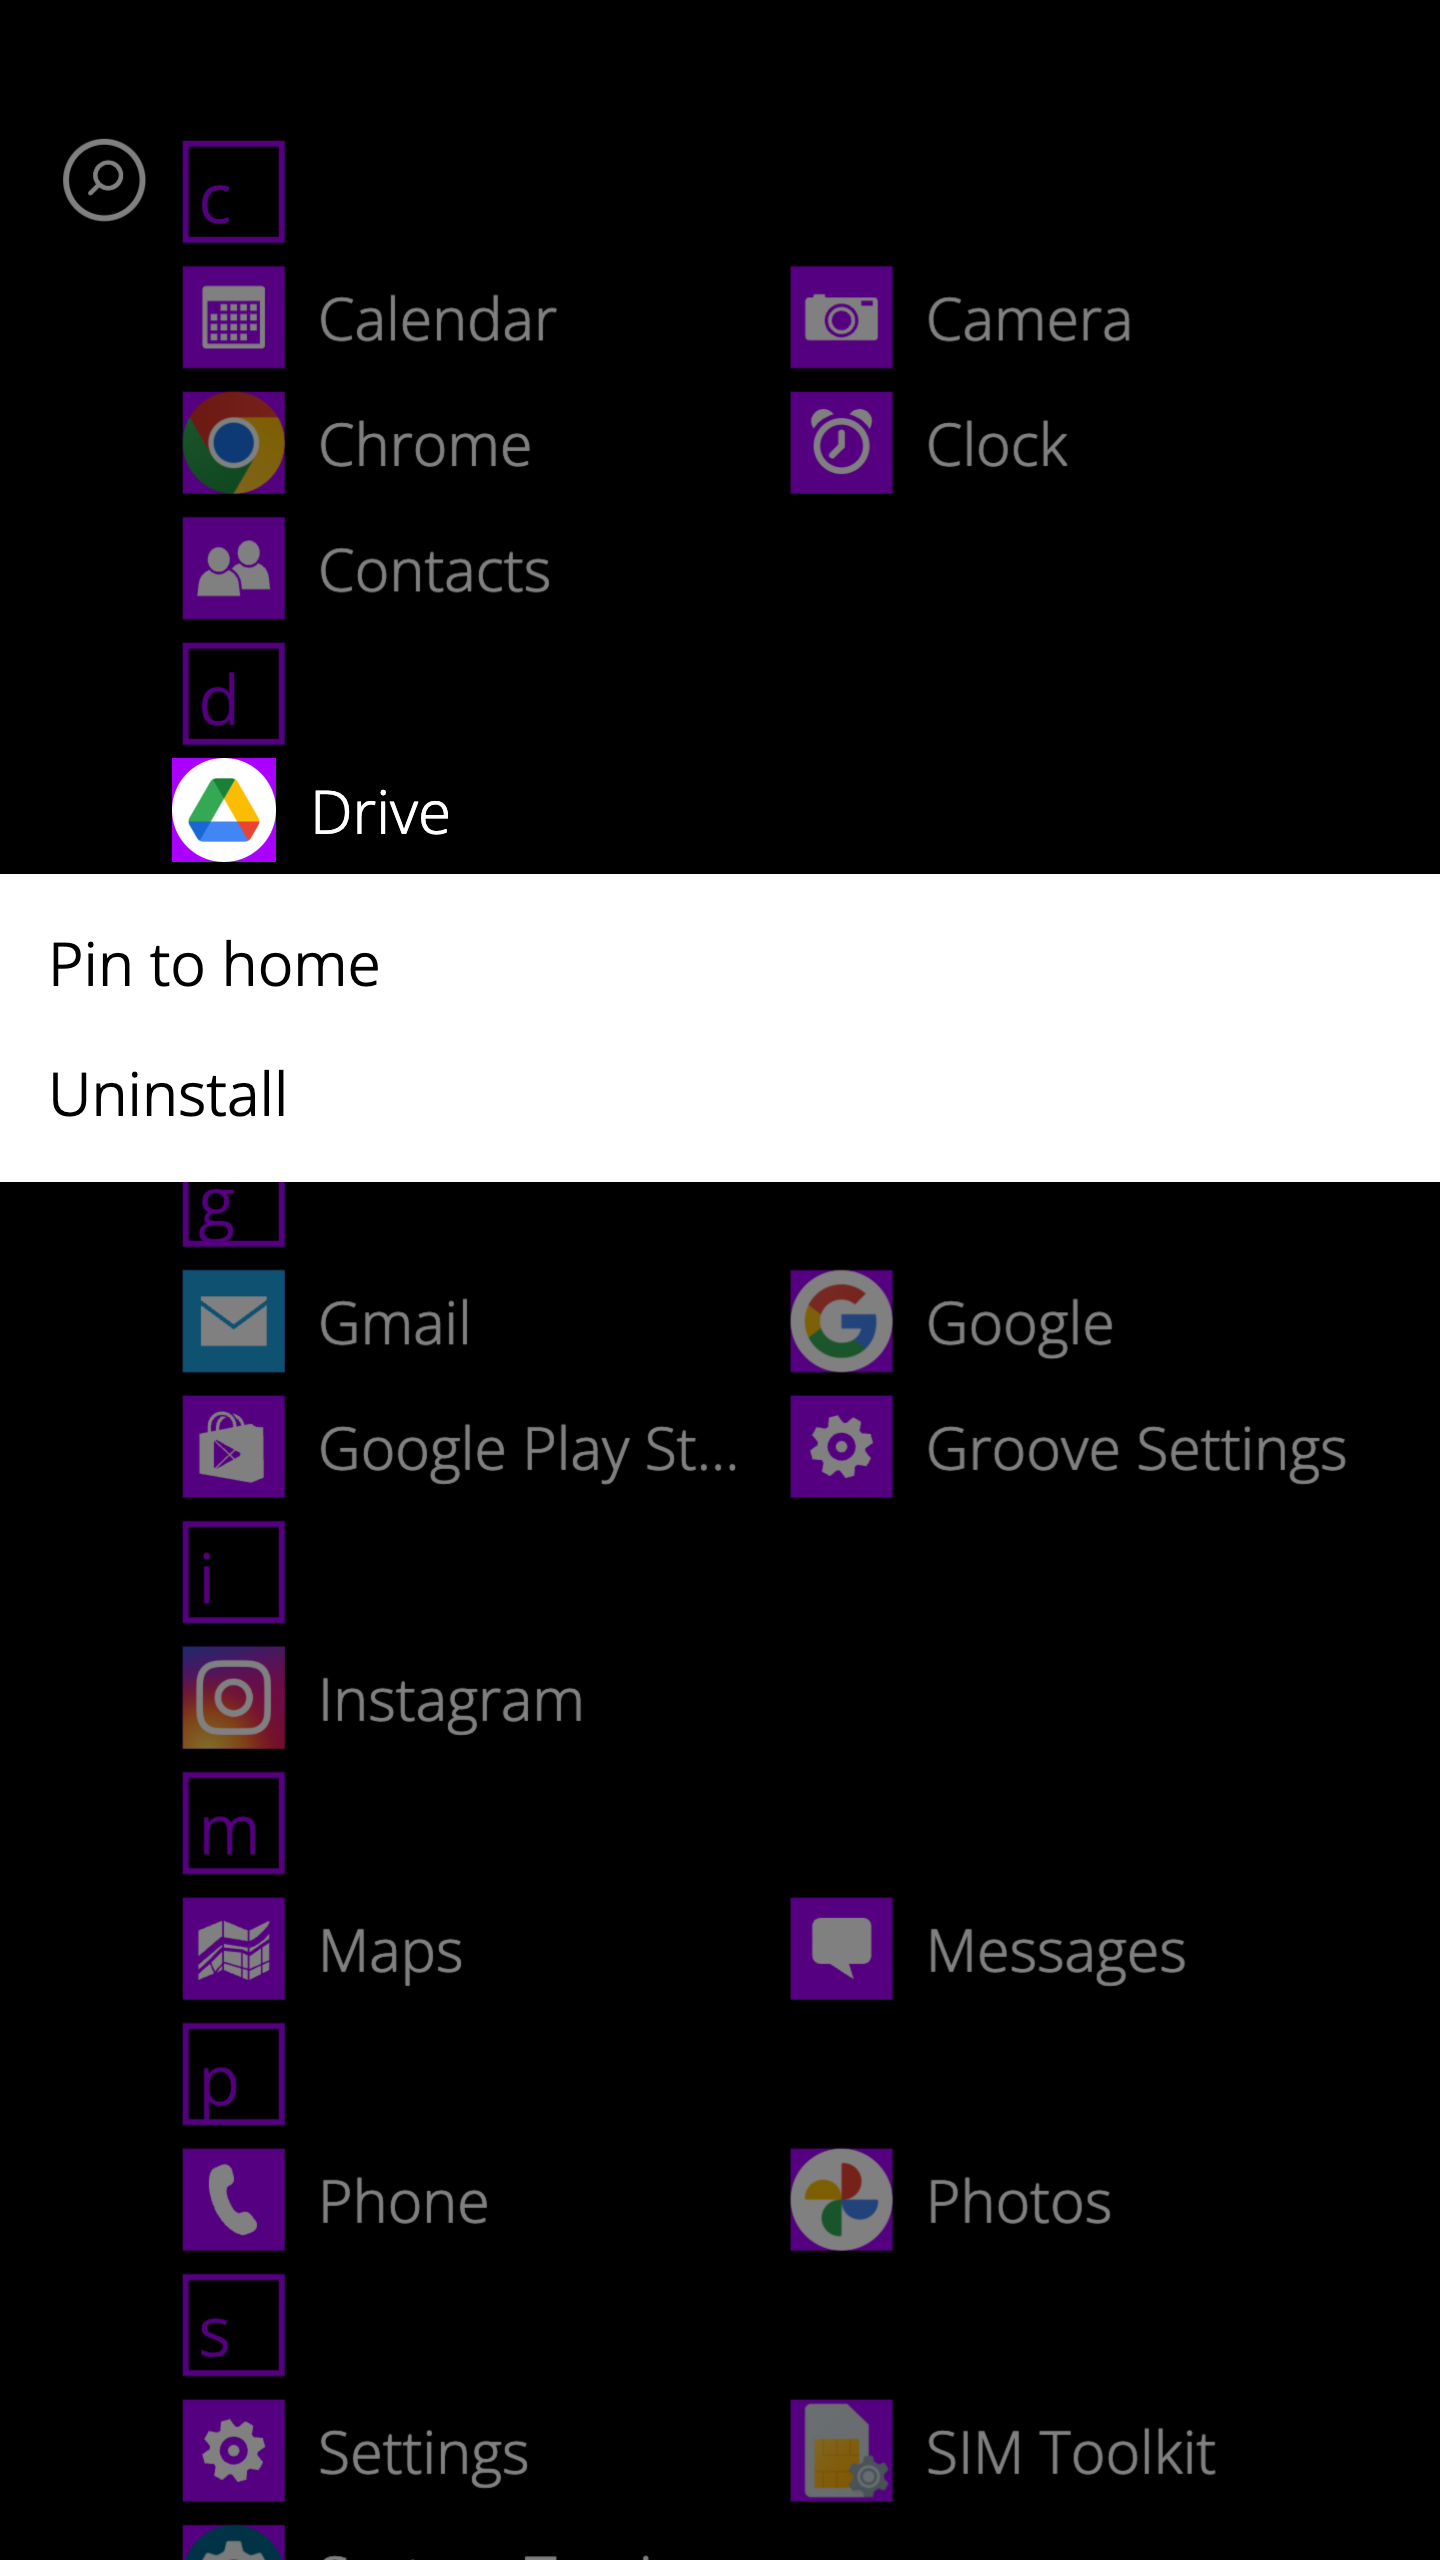 c
Calendar Camera
Chrome Clock
Contacts
d
Drive
Pin to home
Uninstall
g
Gmail Google
Google Play St... Groove Settings
i
Instagram
m
Maps Messages
p
Phone Photos
s
Settings SIM Toolkit